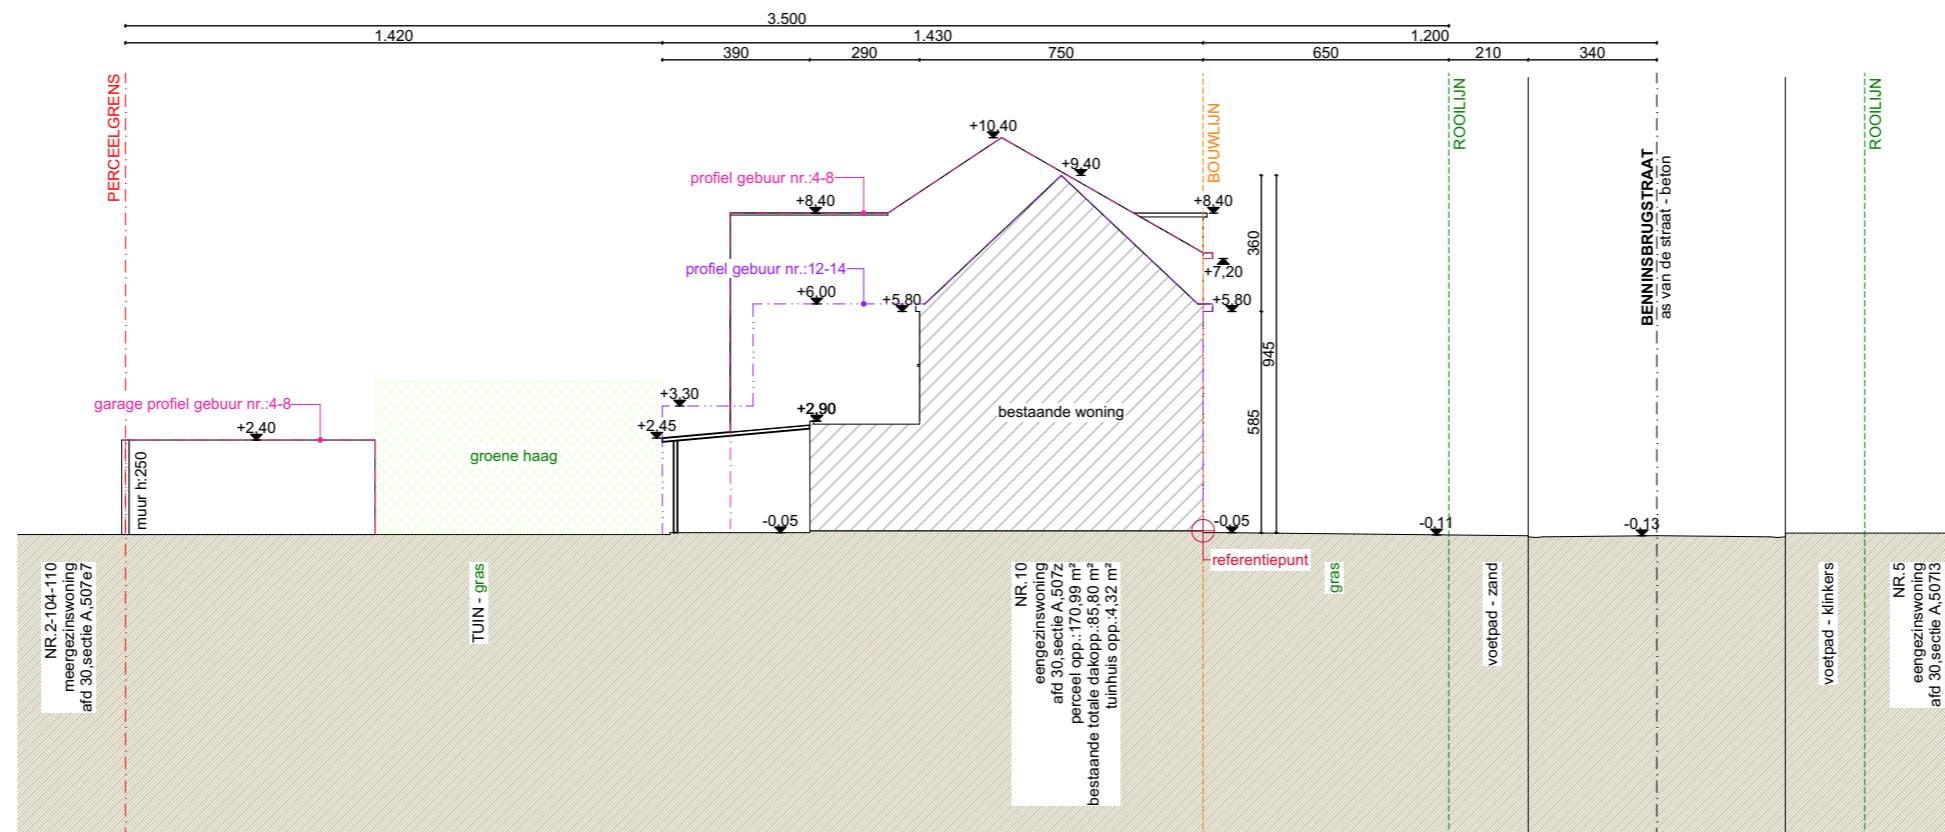 3.500
1.420
1.430
1.200
390
290
750
650
210
340
PERCEELGRENS
BOUWLIJN
ROOILIJN
BENNINSBRUGSTRAAT
as van de straat - beton
ROOILIJN
+10,40
+9,40
profiel gebuur nr.:4-8
+8,40
+8,40
360
profiel gebuur nr.:12-14
+7,20
+6,00
+5,80
+5,80
945
garage profiel gebuur nr.:4-8
+3,30
+2,90
bestaande woning
585
+2,40
+2,45
groene haag
muur h:250
-0,05
-0,05
-0,11
-0,13
referentiepunt
NR.2-104-110
meergezinswoning
afd 30,sectie A,507e7
TUIN - gras
NR.10
eengezinswoning
afd 30,sectie A,507z
perceel opp.:170,99 m²
bestaande totale dakopp.:85,80 m²
tuinhuis opp.:4,32 m²
gras
voetpad - zand
voetpad - klinkers
NR.5
eengezinswoning
afd 30,sectie A,507l3